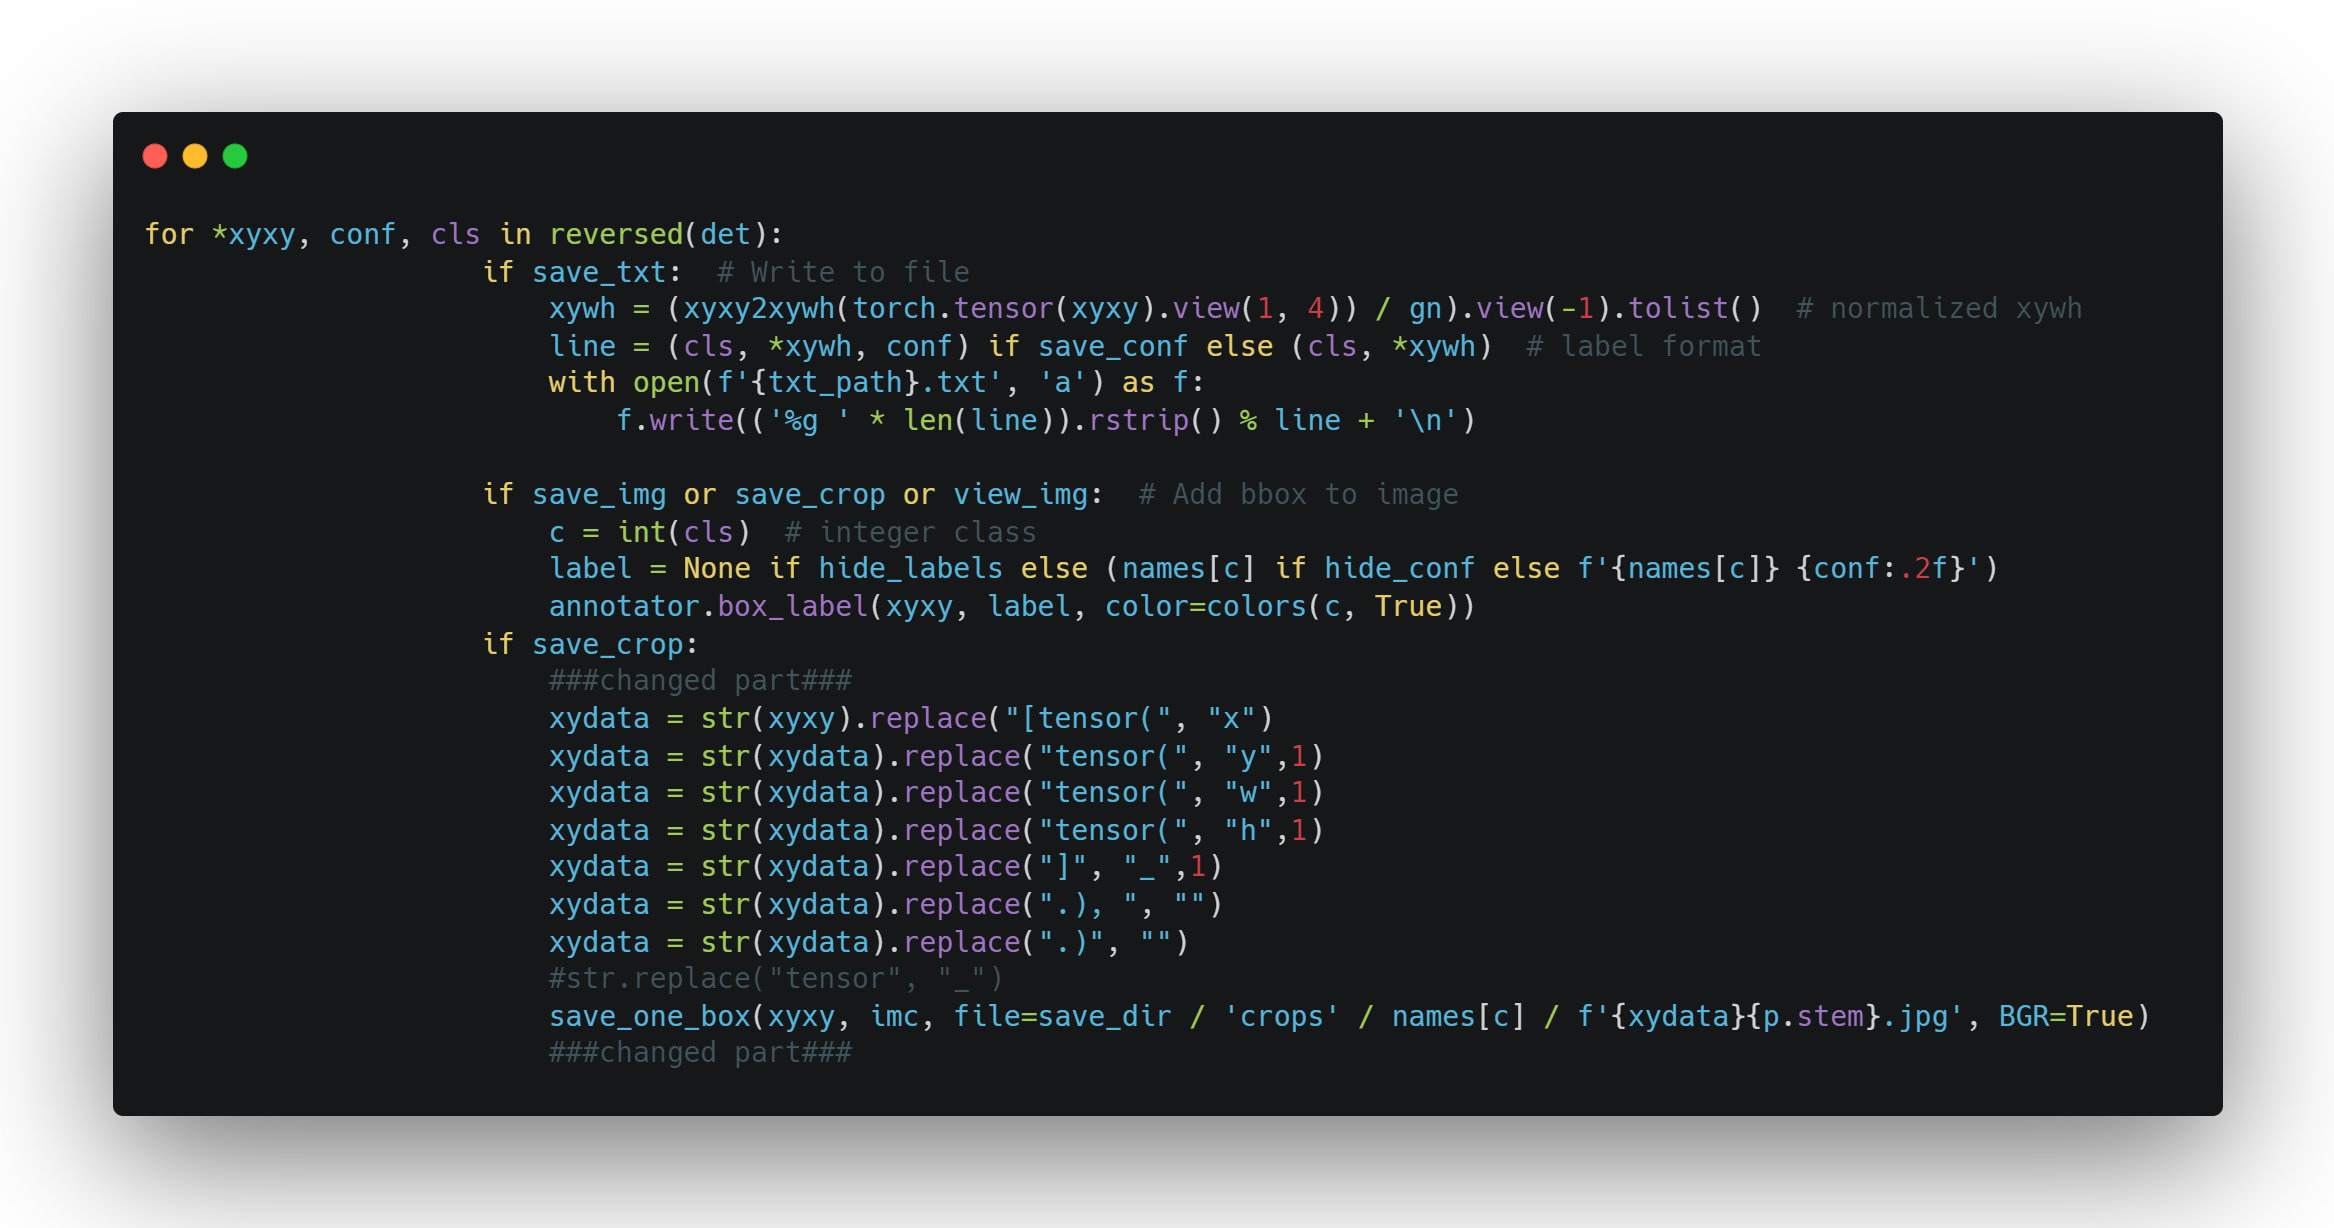 for *xyxy, conf, cls in reversed(det):
                    if save_txt:  # Write to file
                        xywh = (xyxy2xywh(torch.tensor(xyxy).view(1, 4)) / gn).view(-1).tolist()  # normalized xywh
                        line = (cls, *xywh, conf) if save_conf else (cls, *xywh)  # label format
                        with open(f'{txt_path}.txt', 'a') as f:
                            f.write(('%g ' * len(line)).rstrip() % line + '\n')

                    if save_img or save_crop or view_img:  # Add bbox to image
                        c = int(cls)  # integer class
                        label = None if hide_labels else (names[c] if hide_conf else f'{names[c]} {conf:.2f}')
                        annotator.box_label(xyxy, label, color=colors(c, True))
                    if save_crop:
                        ###changed part###
                        xydata = str(xyxy).replace("[tensor(", "x")
                        xydata = str(xydata).replace("tensor(", "y",1)
                        xydata = str(xydata).replace("tensor(", "w",1)
                        xydata = str(xydata).replace("tensor(", "h",1)
                        xydata = str(xydata).replace("]", "_",1)
                        xydata = str(xydata).replace(".), ", "")
                        xydata = str(xydata).replace(".)", "")
                        #str.replace("tensor", "_")
                        save_one_box(xyxy, imc, file=save_dir / 'crops' / names[c] / f'{xydata}{p.stem}.jpg', BGR=True)
                        ###changed part###